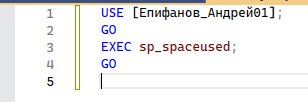 1 USE [Епифанов_Андрей01];
2 GO
3 EXEC sp_spaceused;
4 GO
5